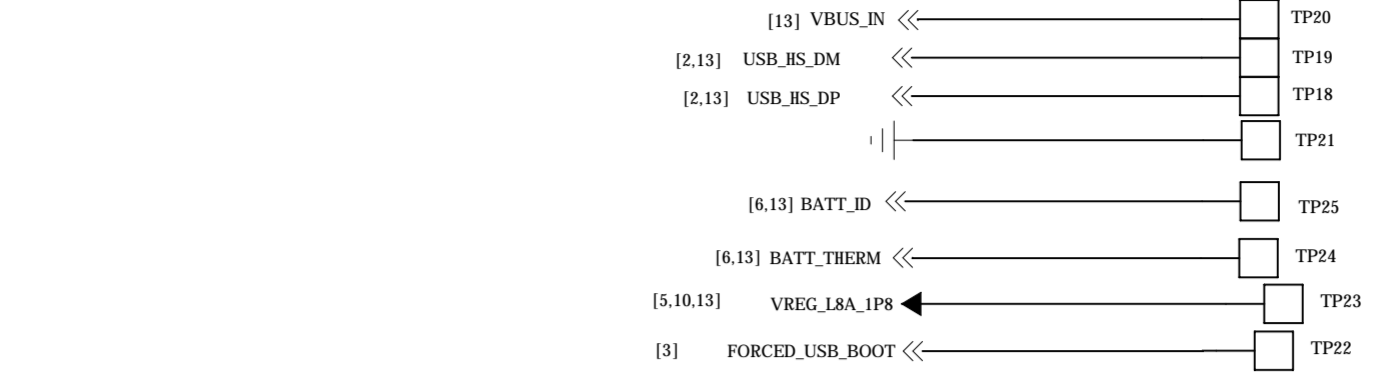 [13] VBUS_IN TP20
[2,13] USB_HS_DM TP19
[2,13] USB_HS_DP TP18
TP21
[6,13] BATT_ID TP25
[6,13] BATT_THERM TP24
[5,10,13] VREG_L8A_1P8 TP23
[3] FORCED_USB_BOOT TP22